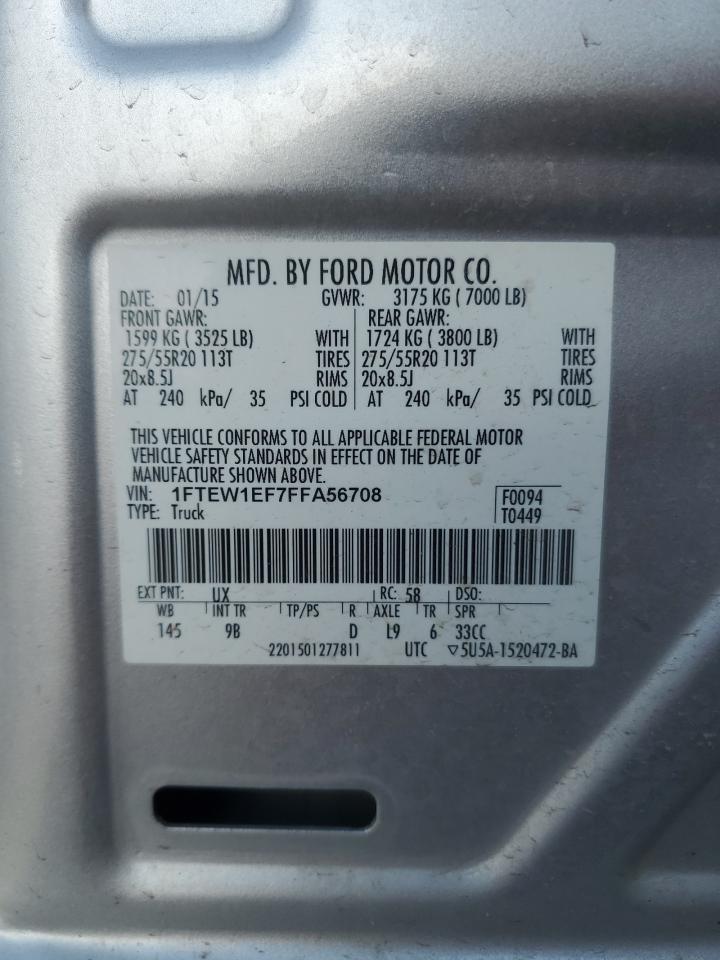 MFD. BY FORD MOTOR CO.
DATE: 01/15 GVWR: 3175 KG ( 7000 LB)
FRONT GAWR: REAR GAWR:
1599 KG ( 3525 LB) WITH 1724 KG ( 3800 LB) WITH
275/55R20 113T TIRES 275/55R20 113T TIRES
20x8.5J RIMS 20x8.5J RIMS
AT 240 kPa/ 35 PSI COLD AT 240 kPa/ 35 PSI COLD
THIS VEHICLE CONFORMS TO ALL APPLICABLE FEDERAL MOTOR
VEHICLE SAFETY STANDARDS IN EFFECT ON THE DATE OF
MANUFACTURE SHOWN ABOVE.
VIN: 1FTEW1EF7FFA56708 F0094
TYPE: Truck T0449
EXT PNT: UX RC: 58 DSO:
WB INT TR TP/PS R AXLE TR SPR
145 9B D L9 6 33CC
2201501277811 UTC ▽5U5A-1520472-BA